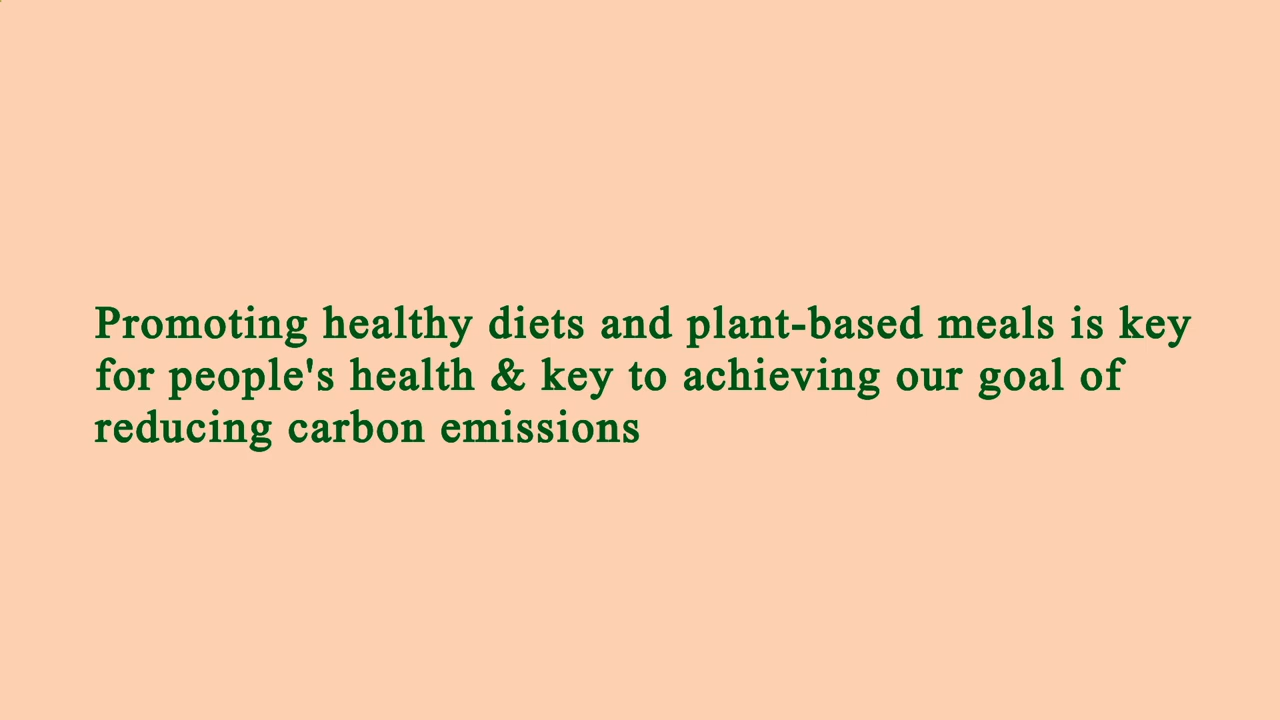 Promoting healthy diets and plant-based meals is key
for people's health & key to achieving our goal of
reducing carbon emissions